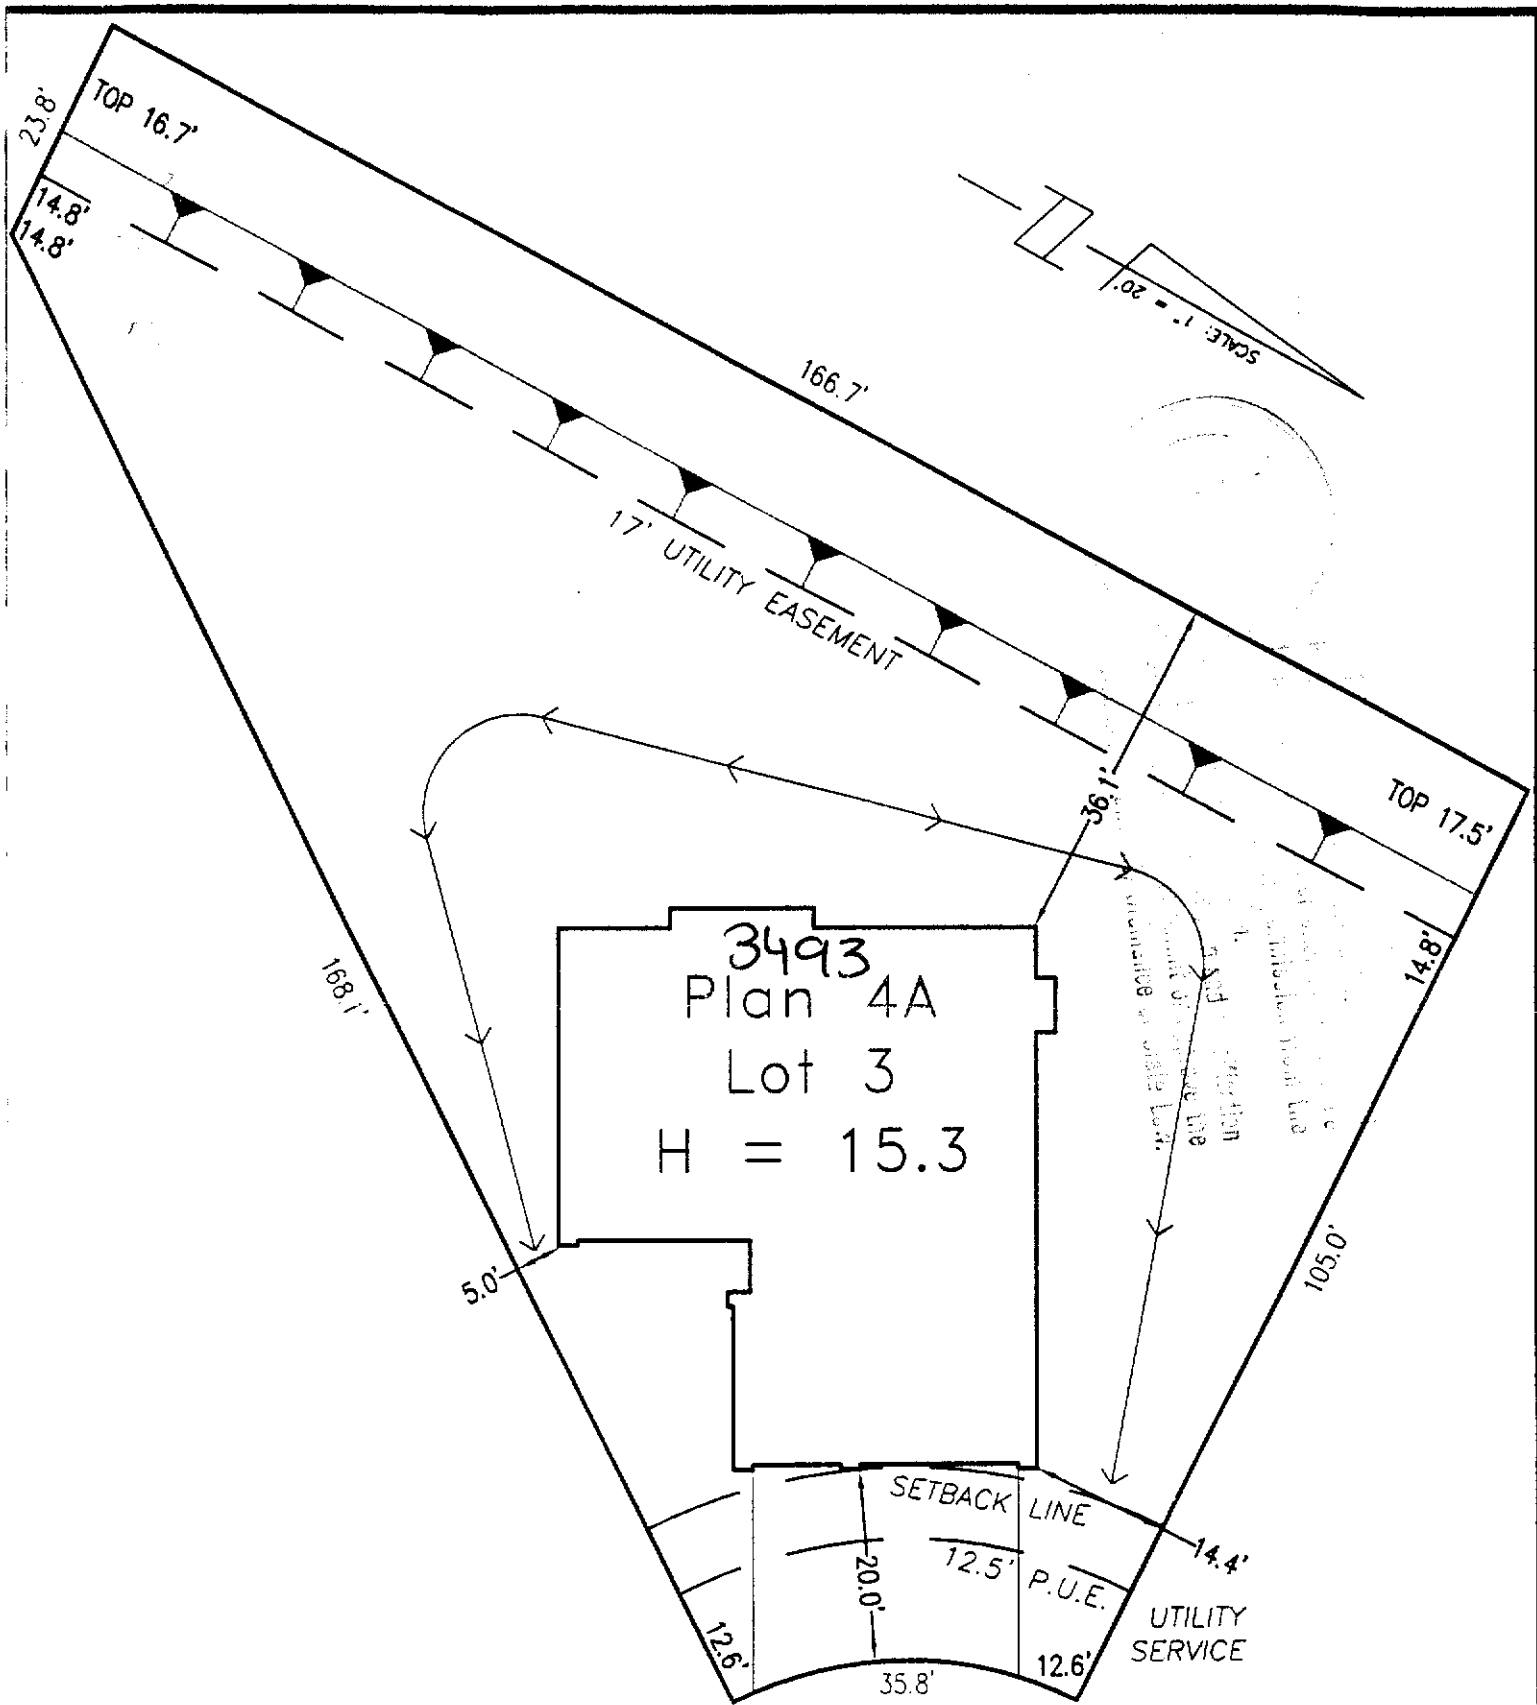 TOP 16.7'
23.8'
14.8'
14.8'
SCALE: 1" = 20'
166.7'
17' UTILITY EASEMENT
36.1'
TOP 17.5'
14.8'
3493
Plan 4A
Lot 3
H = 15.3
168.1'
105.0'
5.0'
SETBACK LINE
14.4'
12.5' P.U.E.
20.0'
UTILITY
SERVICE
12.6'
12.6'
35.8'